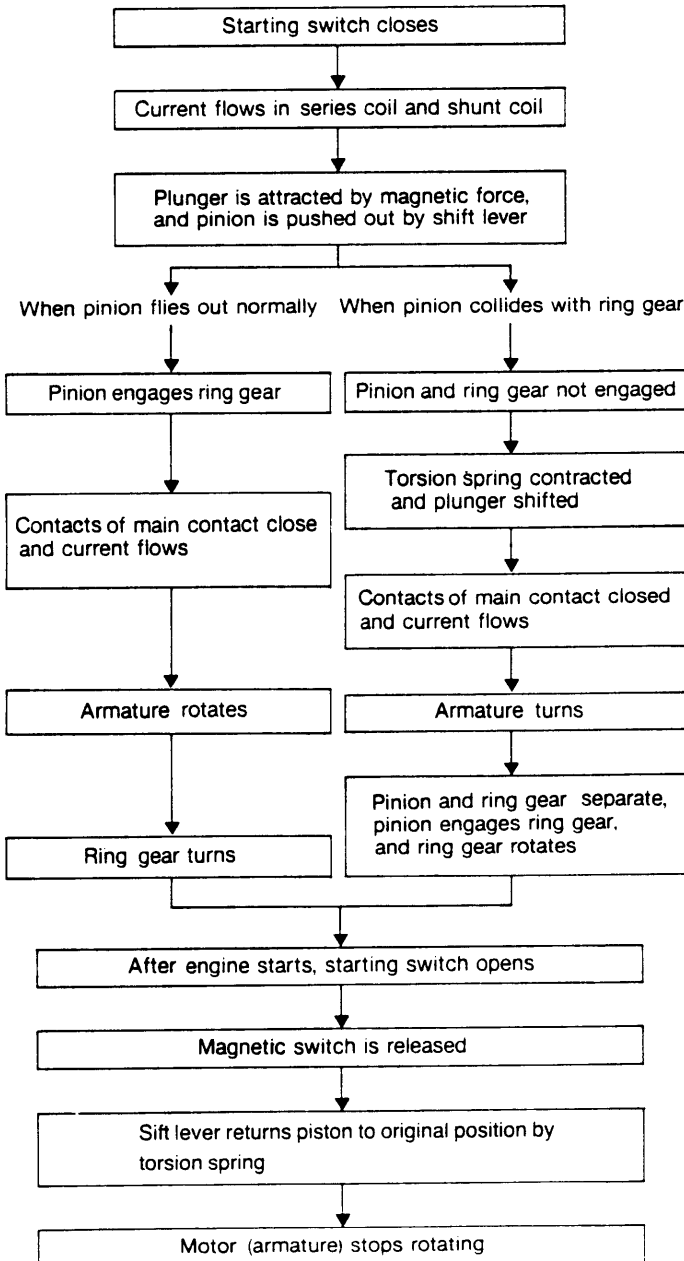 Starting switch closes
Current flows in series coil and shunt coil
Plunger is attracted by magnetic force,
and pinion is pushed out by shift lever
When pinion flies out normally
Pinion engages ring gear
Contacts of main contact close
and current flows
Armature rotates
Ring gear turns
When pinion collides with ring gear
Pinion and ring gear not engaged
Torsion spring contracted
and plunger shifted
Contacts of main contact closed
and current flows
Armature turns
Pinion and ring gear separate,
pinion engages ring gear,
and ring gear rotates
After engine starts, starting switch opens
Magnetic switch is released
Sift lever returns piston to original position by
torsion spring
Motor (armature) stops rotating